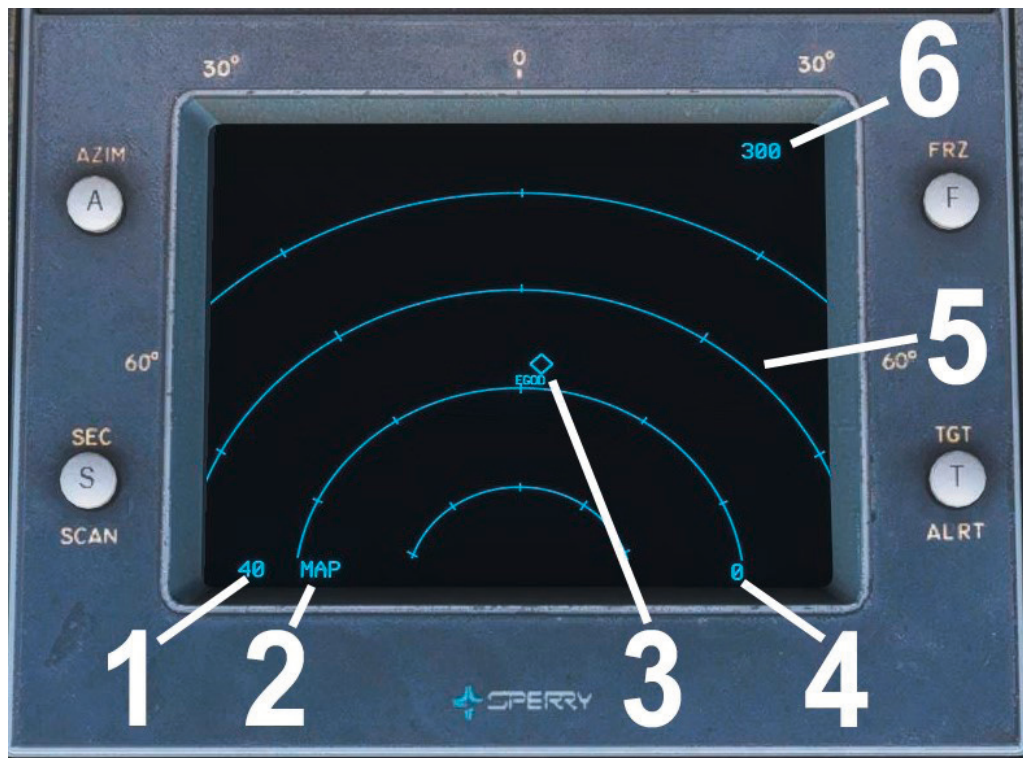 30° 0 30° 6
300
AZIM FRZ
A F
60° 60° 5
EGOD
SEC TGT
S T
SCAN ALRT
40 MAP 0
1 2 3 4
SPERRY